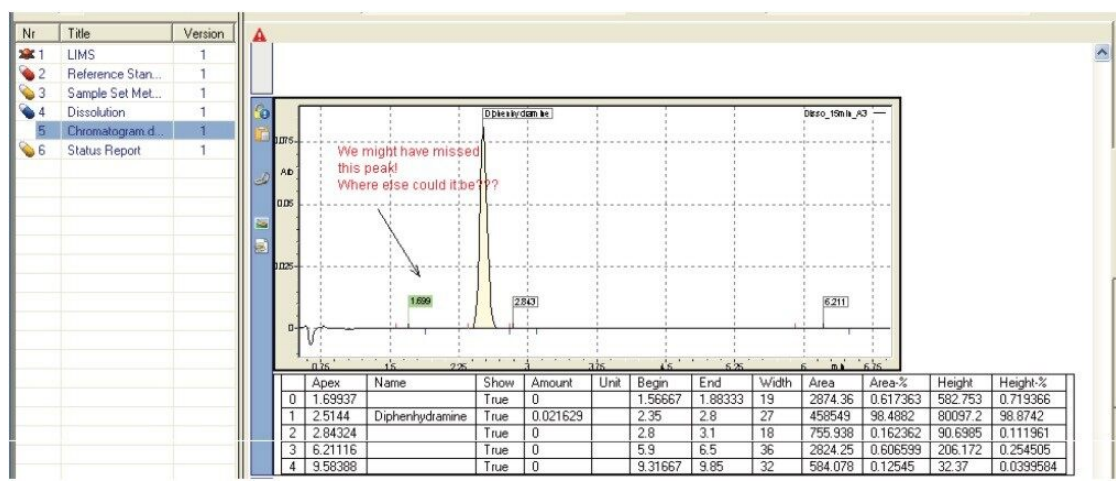 Nr Title Version
1 LIMS 1
2 Reference Stan... 1
3 Sample Set Met... 1
4 Dissolution 1
5 Chromatogram d... 1
6 Status Report 1
Diphenhydramine
Disso_15min_A3
0.075
We might have missed
this peak!
Where else could it be???
0.05
0.025
1.699 2.843 6.211
0
0.75 1.5 2.25 3 3.75 4.5 5.25 6 min 6.75
Apex Name Show Amount Unit Begin End Width Area Area-% Height Height-%
0 1.69937 True 0 1.56667 1.88333 19 2874.36 0.617363 582.753 0.719366
1 2.5144 Diphenhydramine True 0.021629 2.35 2.8 27 458549 98.4882 80097.2 98.8742
2 2.84324 True 0 2.8 3.1 18 755.938 0.162362 90.6985 0.111961
3 6.21116 True 0 5.9 6.5 36 2824.25 0.606599 206.172 0.254505
4 9.58388 True 0 9.31667 9.85 32 584.078 0.12545 32.37 0.0399584